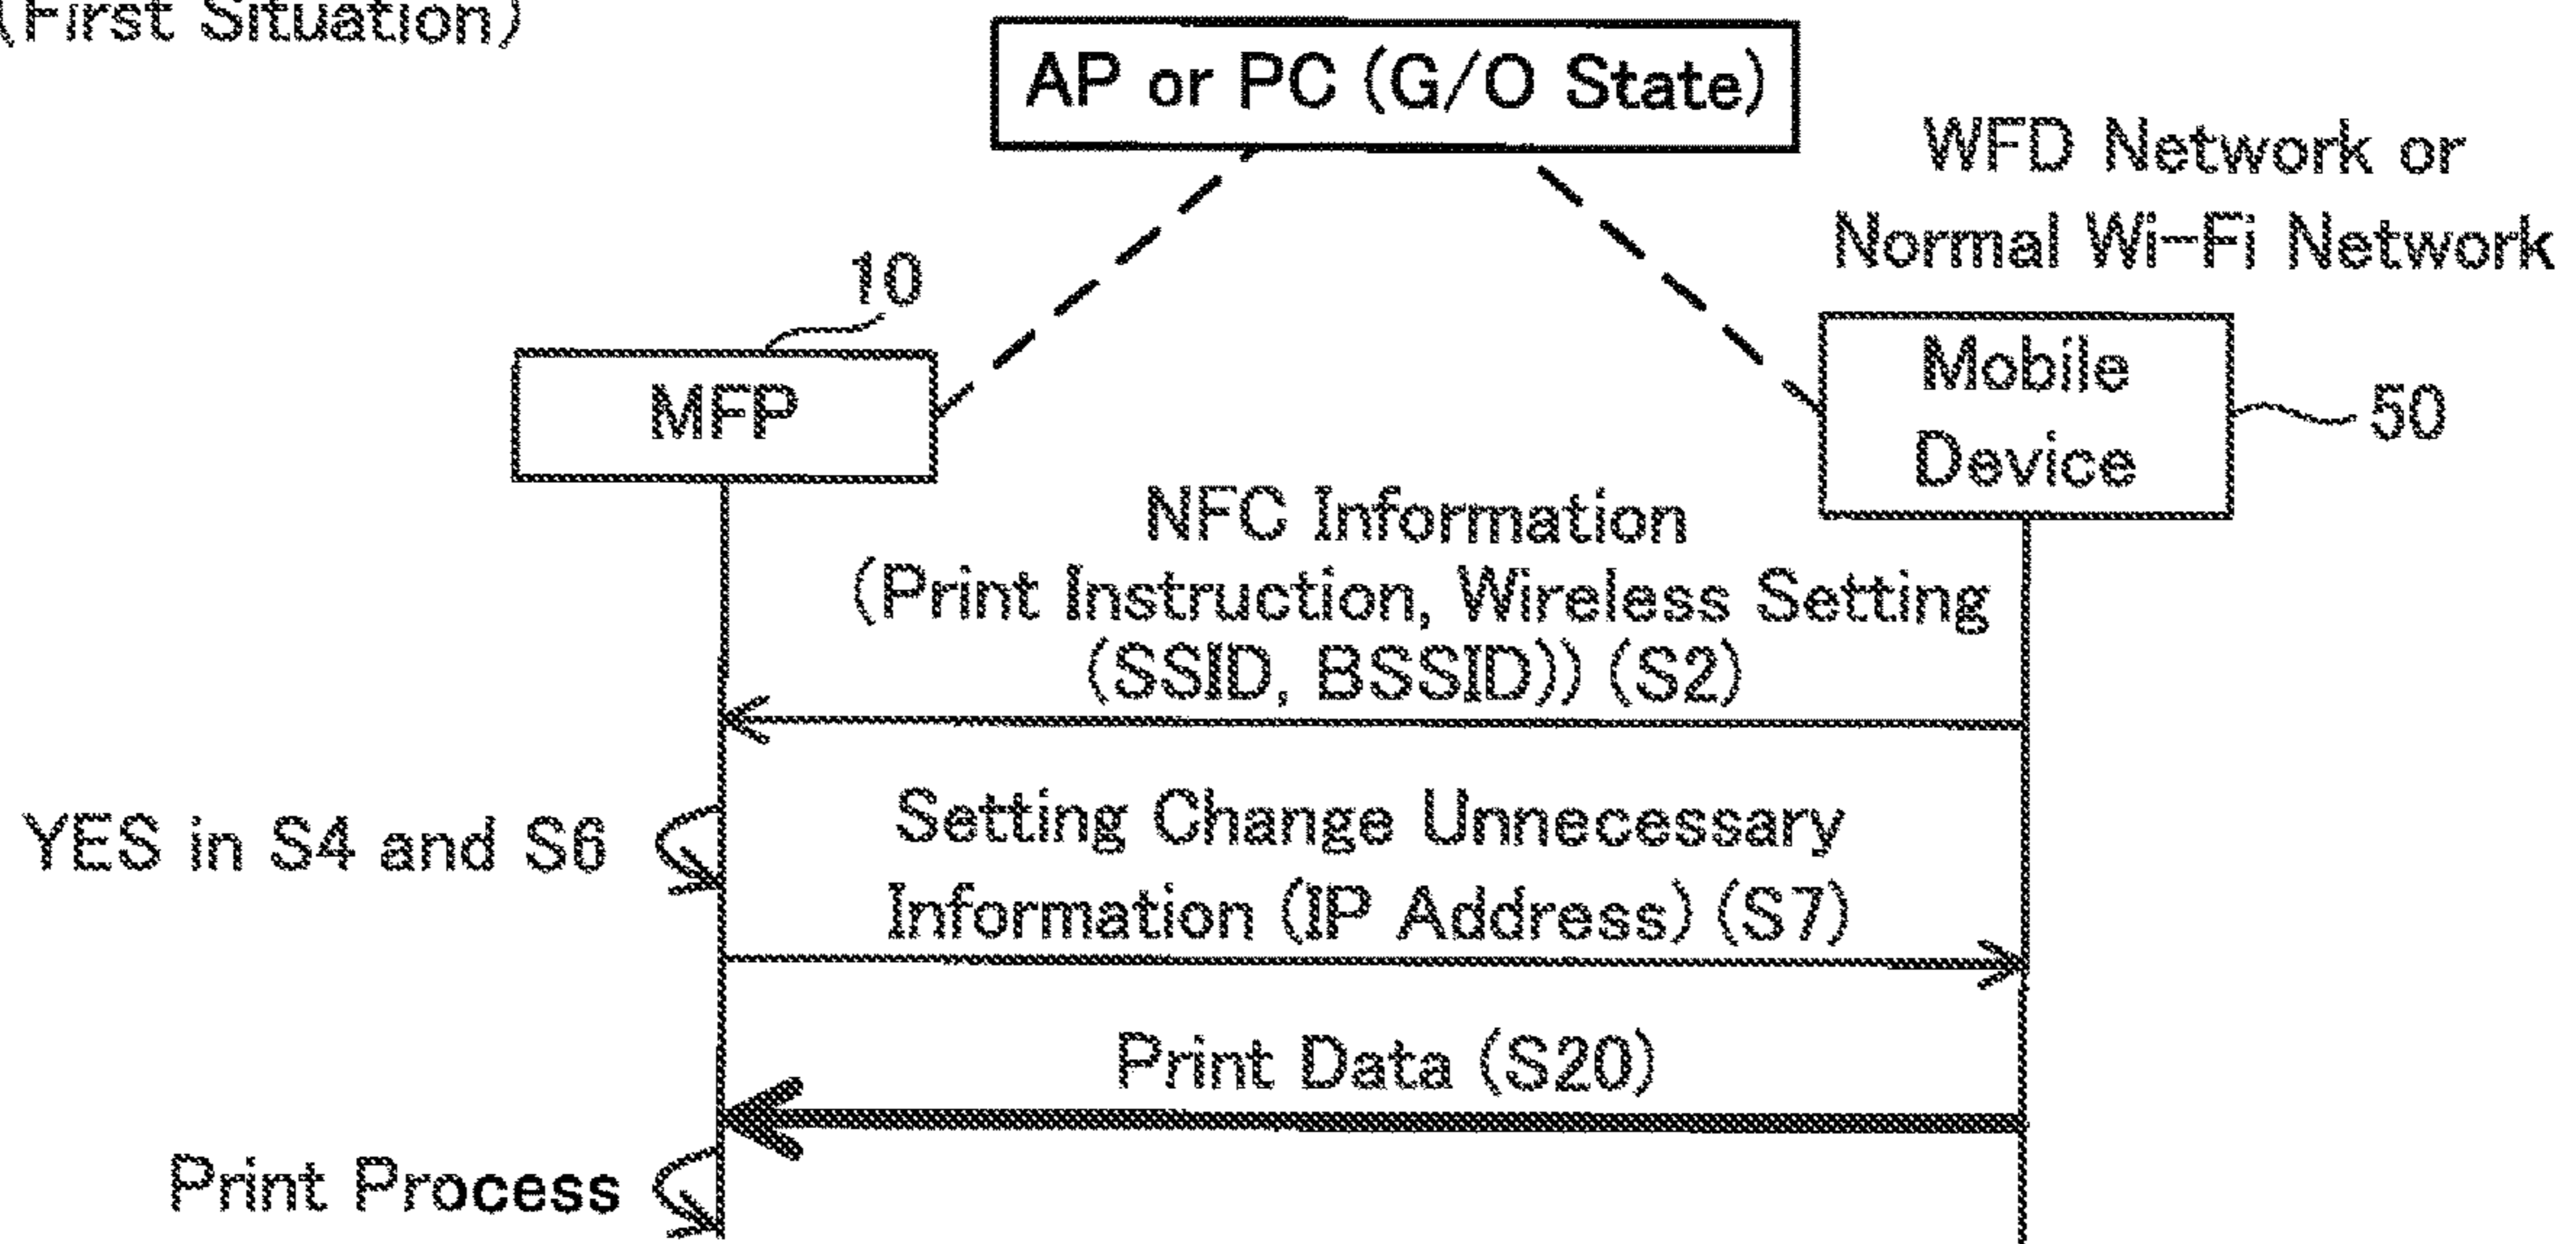 (First Situation)
AP or PC (G/O State)
WFD Network or
Normal Wi-Fi Network
10
MFP
Mobile
Device
50
NFC Information
(Print Instruction, Wireless Setting
(SSID, BSSID)) (S2)
YES in S4 and S6
Setting Change Unnecessary
Information (IP Address) (S7)
Print Data (S20)
Print Process